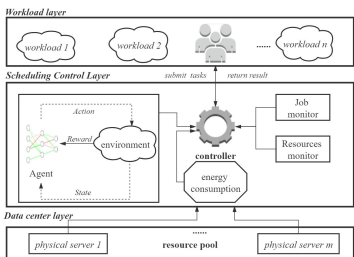 Workload layer
workload 1
workload 2
......
workload n
submit tasks
return result
Scheduling Control Layer
Action
Reward
environment
Agent
State
controller
energy
consumption
Job
monitor
Resources
monitor
Data center layer
......
physical server 1
resource pool
physical server m